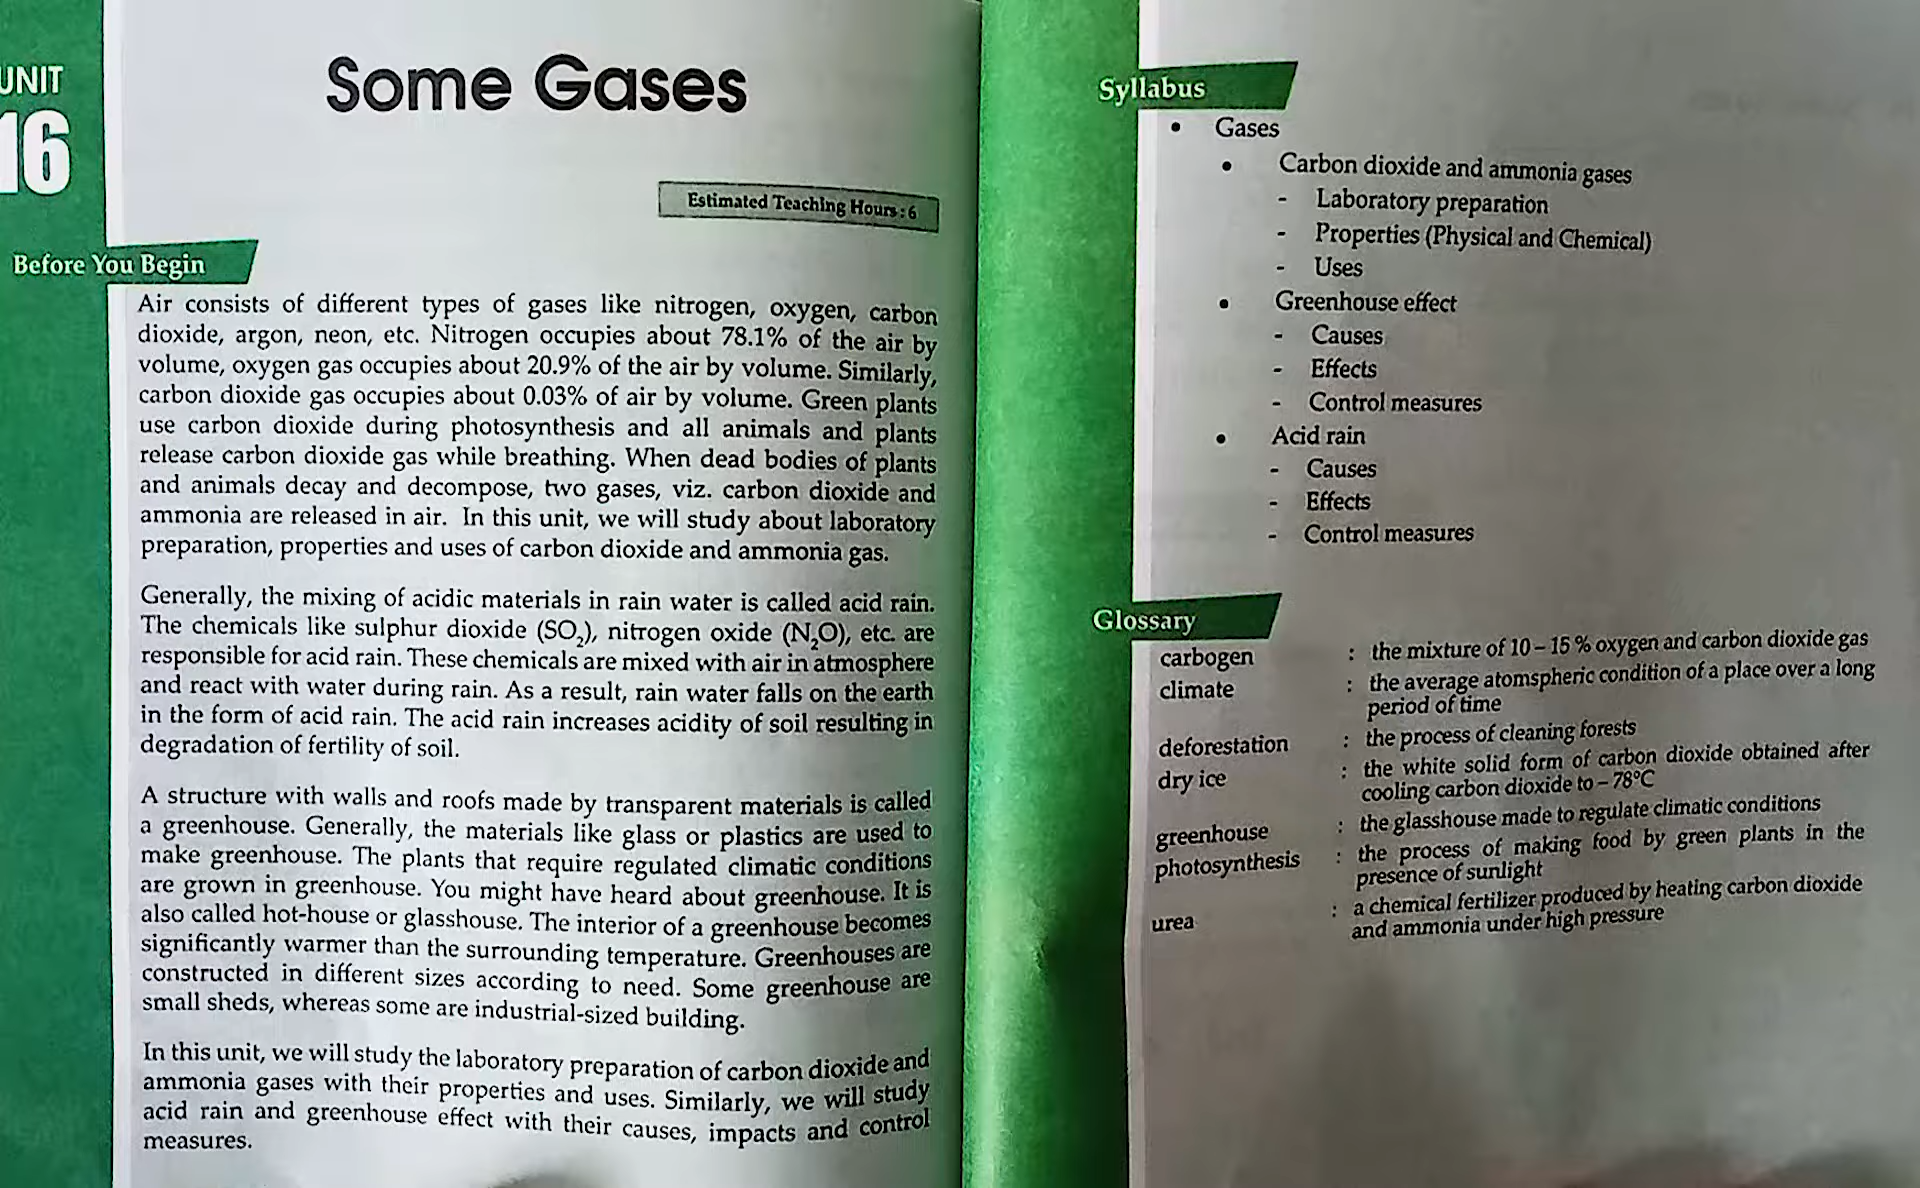 UNIT
16
Some Gases
Estimated Teaching Hours : 6
Before You Begin
Air consists of different types of gases like nitrogen, oxygen, carbon
dioxide, argon, neon, etc. Nitrogen occupies about 78.1% of the air by
volume, oxygen gas occupies about 20.9% of the air by volume. Similarly,
carbon dioxide gas occupies about 0.03% of air by volume. Green plants
use carbon dioxide during photosynthesis and all animals and plants
release carbon dioxide gas while breathing. When dead bodies of plants
and animals decay and decompose, two gases, viz. carbon dioxide and
ammonia are released in air. In this unit, we will study about laboratory
preparation, properties and uses of carbon dioxide and ammonia gas.
Generally, the mixing of acidic materials in rain water is called acid rain.
The chemicals like sulphur dioxide (SO₂), nitrogen oxide (N₂O), etc. are
responsible for acid rain. These chemicals are mixed with air in atmosphere
and react with water during rain. As a result, rain water falls on the earth
in the form of acid rain. The acid rain increases acidity of soil resulting in
degradation of fertility of soil.
A structure with walls and roofs made by transparent materials is called
a greenhouse. Generally, the materials like glass or plastics are used to
make greenhouse. The plants that require regulated climatic conditions
are grown in greenhouse. You might have heard about greenhouse. It is
also called hot-house or glasshouse. The interior of a greenhouse becomes
significantly warmer than the surrounding temperature. Greenhouses are
constructed in different sizes according to need. Some greenhouse are
small sheds, whereas some are industrial-sized building.
In this unit, we will study the laboratory preparation of carbon dioxide and
ammonia gases with their properties and uses. Similarly, we will study
acid rain and greenhouse effect with their causes, impacts and control
measures.
Syllabus
• Gases
• Carbon dioxide and ammonia gases
- Laboratory preparation
- Properties (Physical and Chemical)
- Uses
• Greenhouse effect
- Causes
- Effects
- Control measures
• Acid rain
- Causes
- Effects
- Control measures
Glossary
carbogen : the mixture of 10 – 15 % oxygen and carbon dioxide gas
climate : the average atomspheric condition of a place over a long
period of time
deforestation : the process of cleaning forests
dry ice : the white solid form of carbon dioxide obtained after
cooling carbon dioxide to – 78°C
greenhouse : the glasshouse made to regulate climatic conditions
photosynthesis : the process of making food by green plants in the
presence of sunlight
urea : a chemical fertilizer produced by heating carbon dioxide
and ammonia under high pressure